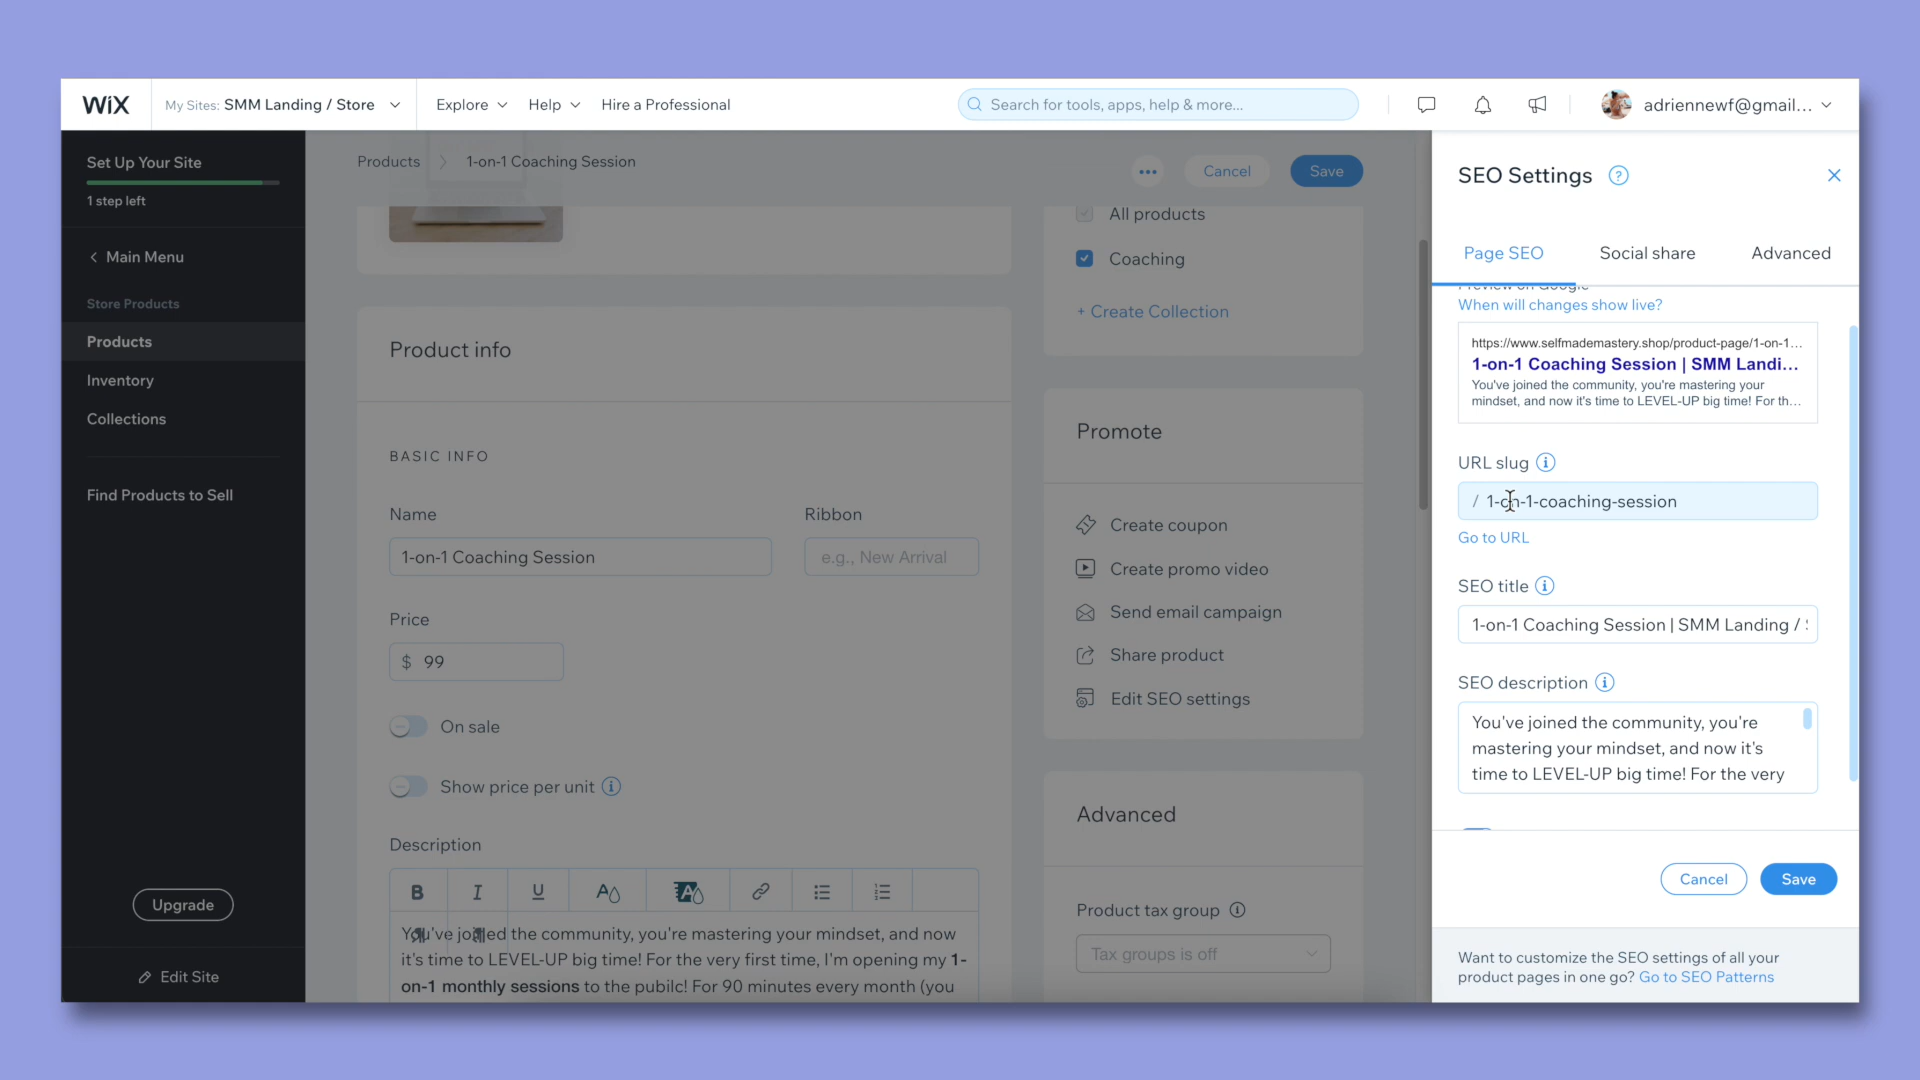 WiX
My Sites: SMM Landing / Store
Explore
Help
Hire a Professional
Search for tools, apps, help & more...
adriennewf@gmail...
Set Up Your Site
1 step left
Main Menu
Store Products
Products
Inventory
Collections
Find Products to Sell
Upgrade
Edit Site
Products
1-on-1 Coaching Session
Cancel
Save
Product info
BASIC INFO
Name
Ribbon
1-on-1 Coaching Session
e.g., New Arrival
Price
$ 99
On sale
Show price per unit
Description
B I U A A
You've joined the community, you're mastering your mindset, and now
it's time to LEVEL-UP big time! For the very first time, I'm opening my 1-
on-1 monthly sessions to the pubilc! For 90 minutes every month (you
All products
Coaching
+ Create Collection
Promote
Create coupon
Create promo video
Send email campaign
Share product
Edit SEO settings
Advanced
Product tax group
Tax groups is off
SEO Settings ?
Page SEO
Social share
Advanced
Preview on Google
When will changes show live?
https://www.selfmademastery.shop/product-page/1-on-1...
1-on-1 Coaching Session | SMM Landi...
You've joined the community, you're mastering your
mindset, and now it's time to LEVEL-UP big time! For th...
URL slug
/ 1-on-1-coaching-session
Go to URL
SEO title
1-on-1 Coaching Session | SMM Landing /
SEO description
You've joined the community, you're
mastering your mindset, and now it's
time to LEVEL-UP big time! For the very
Cancel
Save
Want to customize the SEO settings of all your
product pages in one go? Go to SEO Patterns